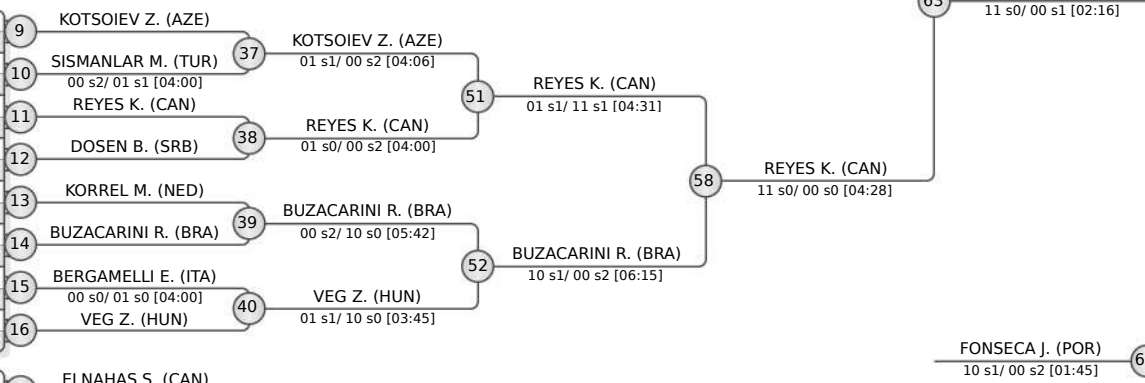 63
11 s0/ 00 s1 [02:16]
9
KOTSOIEV Z. (AZE)
37
KOTSOIEV Z. (AZE)
01 s1/ 00 s2 [04:06]
10
SISMANLAR M. (TUR)
00 s2/ 01 s1 [04:00]
51
REYES K. (CAN)
01 s1/ 11 s1 [04:31]
11
REYES K. (CAN)
38
REYES K. (CAN)
01 s0/ 00 s2 [04:00]
12
DOSEN B. (SRB)
58
REYES K. (CAN)
11 s0/ 00 s0 [04:28]
13
KORREL M. (NED)
39
BUZACARINI R. (BRA)
00 s2/ 10 s0 [05:42]
14
BUZACARINI R. (BRA)
52
BUZACARINI R. (BRA)
10 s1/ 00 s2 [06:15]
15
BERGAMELLI E. (ITA)
00 s0/ 01 s0 [04:00]
40
VEG Z. (HUN)
01 s1/ 10 s0 [03:45]
16
VEG Z. (HUN)
FONSECA J. (POR)
10 s1/ 00 s2 [01:45]
ELNAHAS S. (CAN)